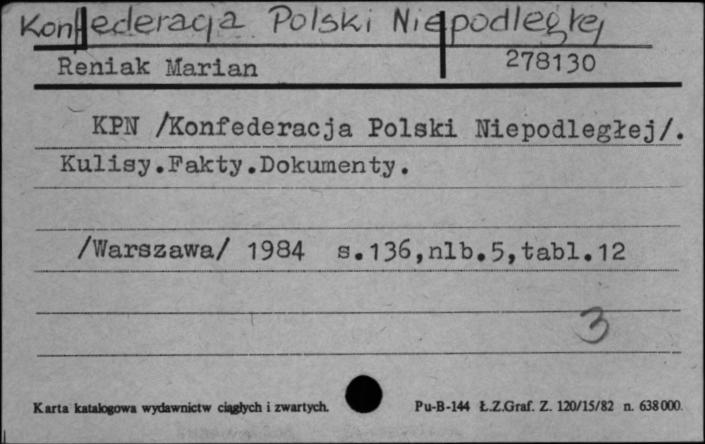 Konfederacja Polski Niepodległej
Reniak Marian 278130
KPN /Konfederacja Polski Niepodległej/.
Kulisy.Fakty.Dokumenty.
/Warszawa/ 1984 s.136,nlb.5,tabl.12
3
Karta katalogowa wydawnictw ciągłych i zwartych. Pu-B-144 Ł.Z.Graf. Z. 120/15/82 n. 638000.